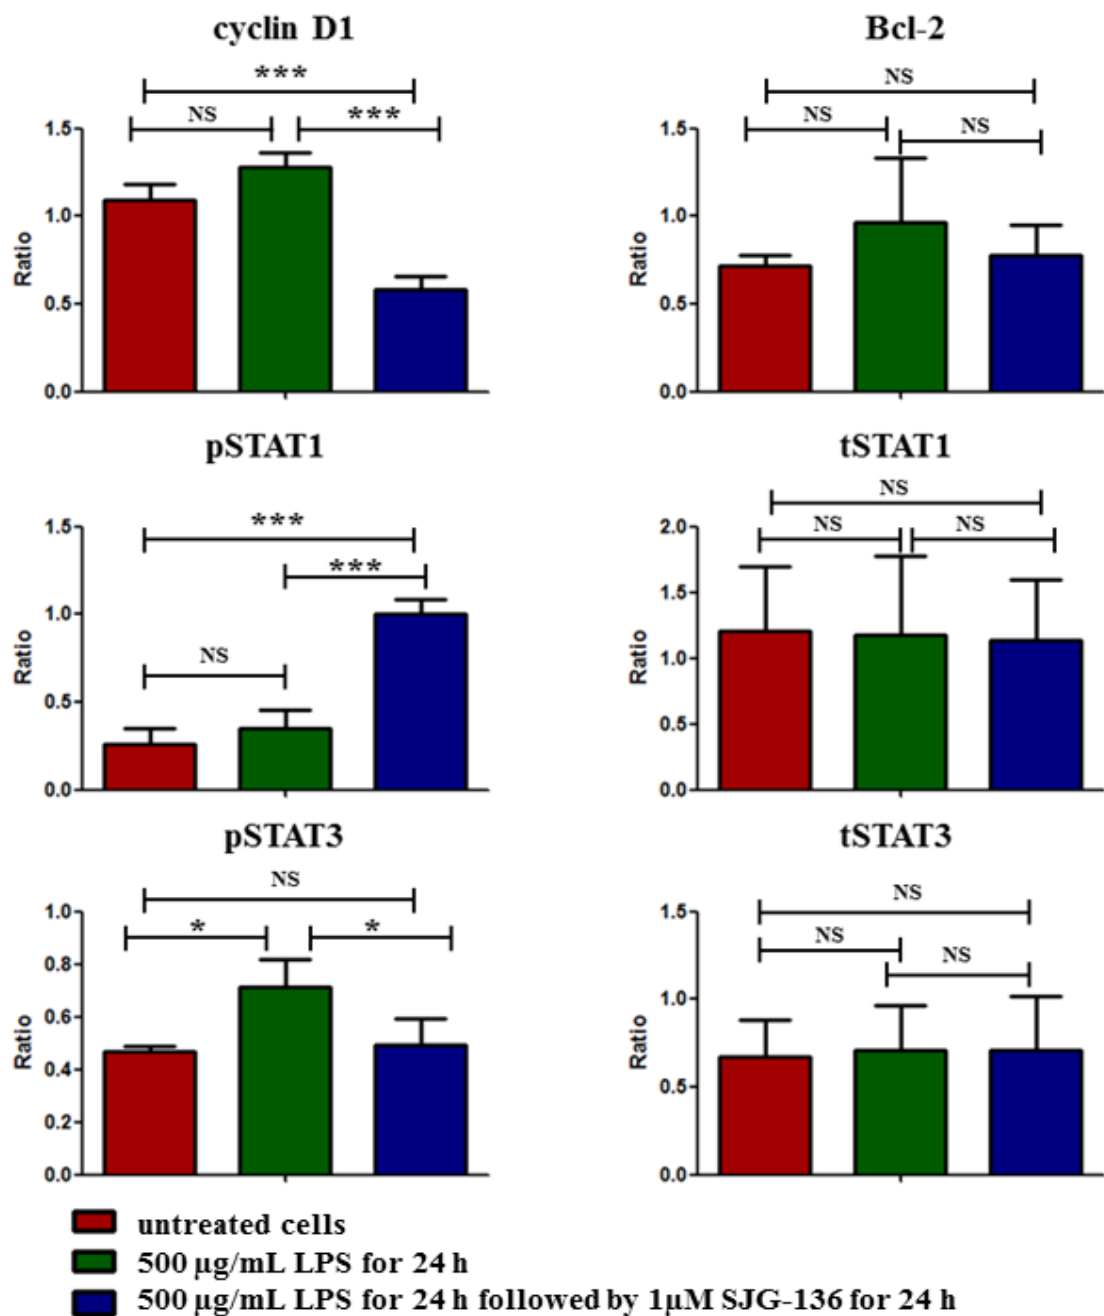 cyclin D1
***
NS
***
1.5
1.0
0.5
0.0
Ratio
Bcl-2
NS
NS
NS
1.5
1.0
0.5
0.0
Ratio
pSTAT1
***
***
NS
1.5
1.0
0.5
0.0
Ratio
tSTAT1
NS
NS
NS
2.0
1.5
1.0
0.5
0.0
Ratio
pSTAT3
NS
*
*
1.0
0.8
0.6
0.4
0.2
0.0
Ratio
tSTAT3
NS
NS
NS
1.5
1.0
0.5
0.0
Ratio
untreated cells
500 µg/mL LPS for 24 h
500 µg/mL LPS for 24 h followed by 1µM SJG-136 for 24 h